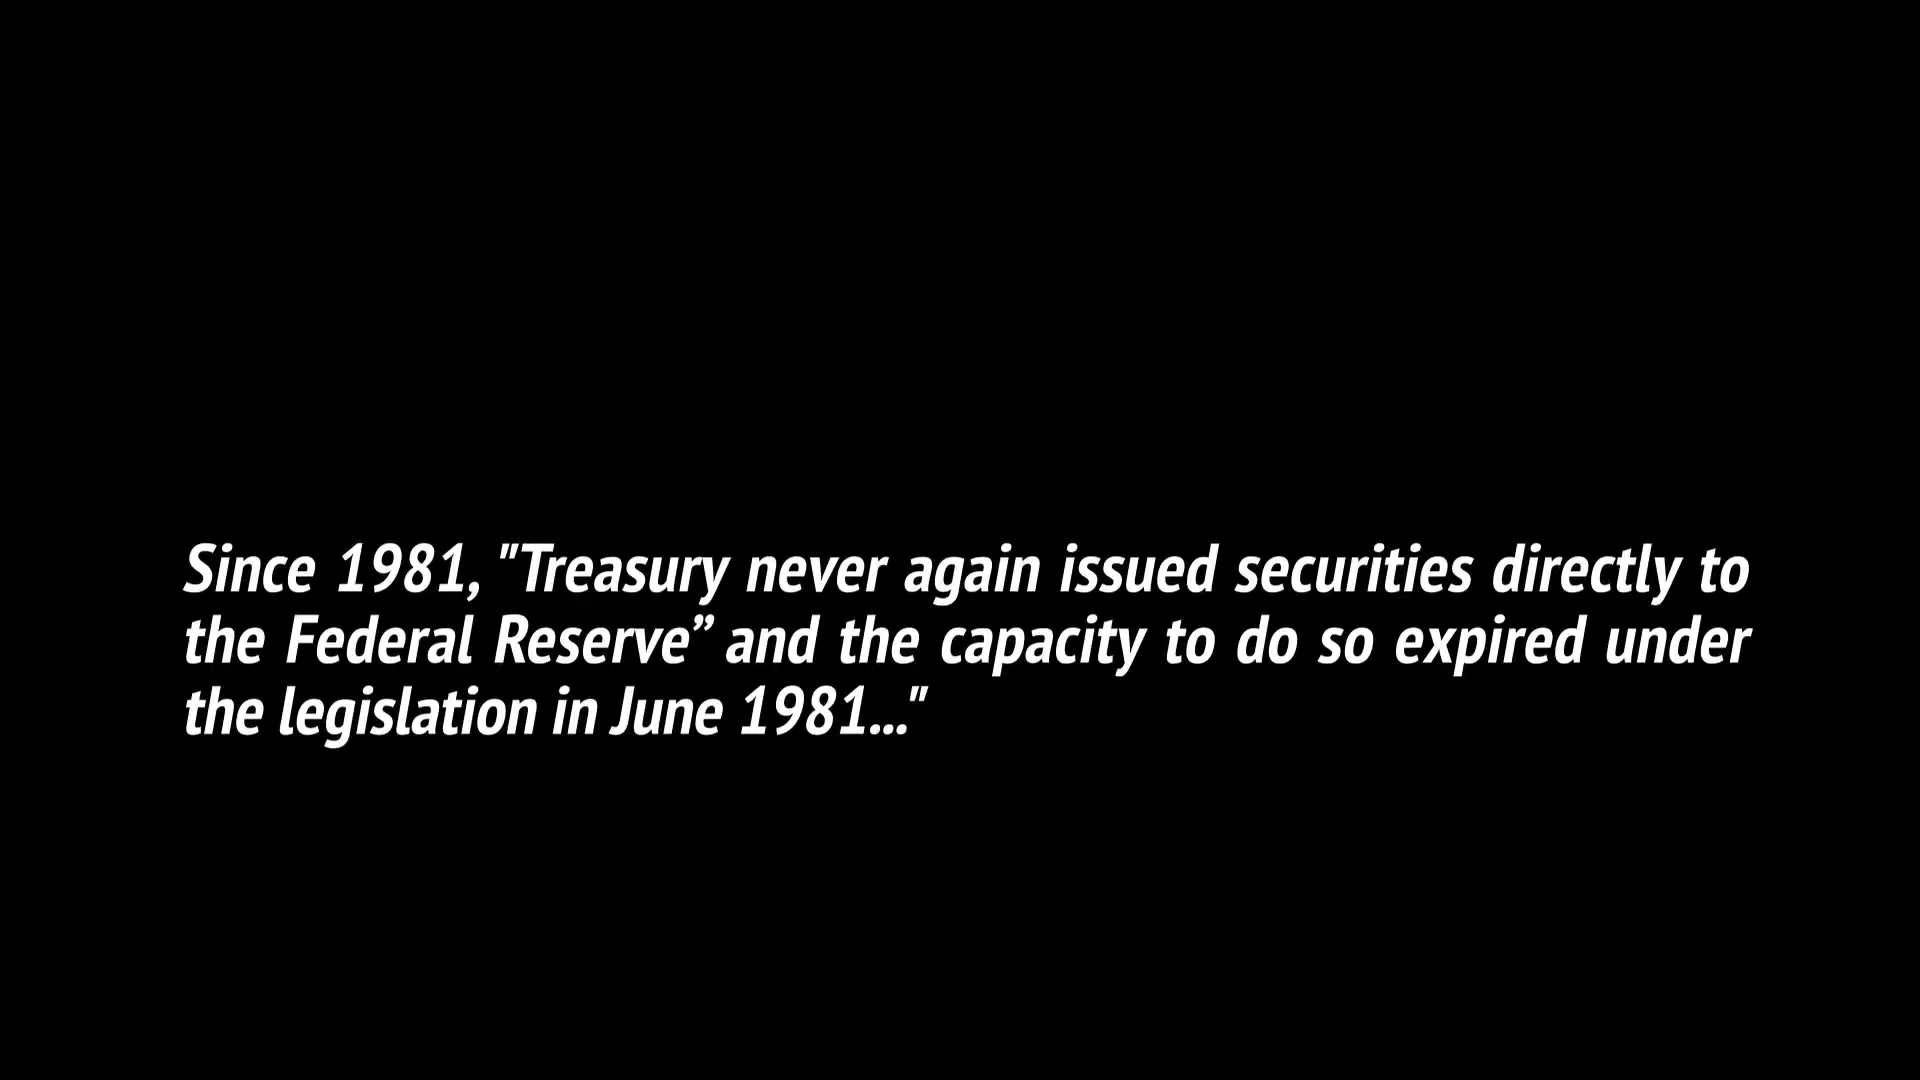 Since 1981, "Treasury never again issued securities directly to
the Federal Reserve” and the capacity to do so expired under
the legislation in June 1981..."